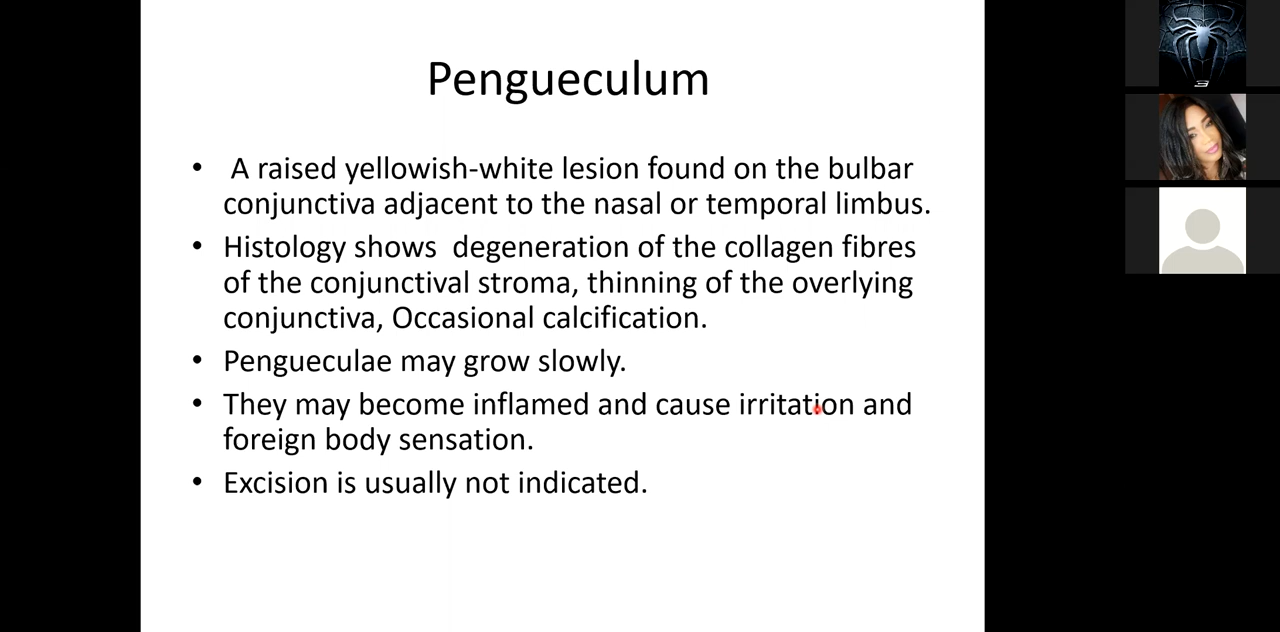 Pengueculum
• A raised yellowish-white lesion found on the bulbar
conjunctiva adjacent to the nasal or temporal limbus.
• Histology shows degeneration of the collagen fibres
of the conjunctival stroma, thinning of the overlying
conjunctiva, Occasional calcification.
• Pengueculae may grow slowly.
• They may become inflamed and cause irritation and
foreign body sensation.
• Excision is usually not indicated.
3